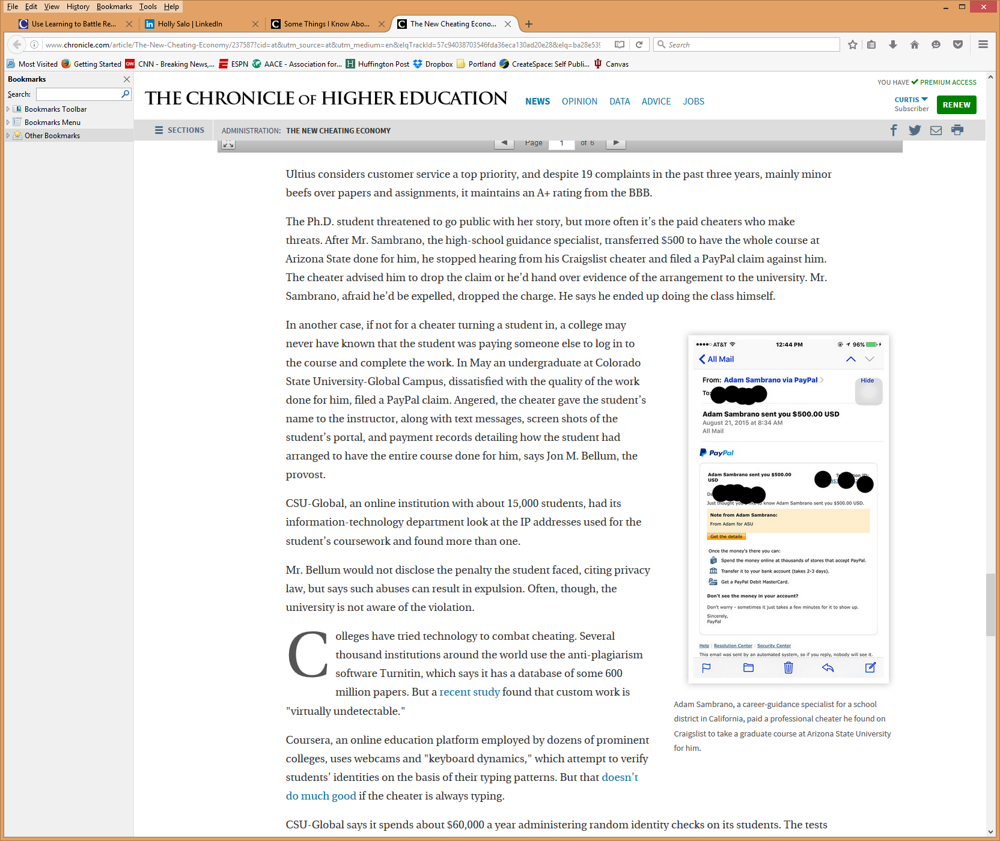 File Edit View History Bookmarks Tools Help
Use Learning to Battle Re...
Holly Salo | LinkedIn
Some Things I Know Abo...
The New Cheating Econo...
www.chronicle.com/article/The-New-Cheating-Economy/237587?cid=at&utm_source=at&utm_medium=en&elqTrackId=57c94038703546fda36eca130ad20e28&elq=ba28e539
Search
Most Visited Getting Started CNN - Breaking News,... ESPN AACE - Association for... Huffington Post Dropbox Portland CreateSpace: Self Publi... Canvas
Bookmarks
Search:
Bookmarks Toolbar
Bookmarks Menu
Other Bookmarks
YOU HAVE PREMIUM ACCESS
THE CHRONICLE OF HIGHER EDUCATION
NEWS OPINION DATA ADVICE JOBS
CURTIS
Subscriber
RENEW
SECTIONS
ADMINISTRATION: THE NEW CHEATING ECONOMY
Page 1 of 6
Ultius considers customer service a top priority, and despite 19 complaints in the past three years, mainly minor
beefs over papers and assignments, it maintains an A+ rating from the BBB.
The Ph.D. student threatened to go public with her story, but more often it’s the paid cheaters who make
threats. After Mr. Sambrano, the high-school guidance specialist, transferred $500 to have the whole course at
Arizona State done for him, he stopped hearing from his Craigslist cheater and filed a PayPal claim against him.
The cheater advised him to drop the claim or he’d hand over evidence of the arrangement to the university. Mr.
Sambrano, afraid he’d be expelled, dropped the charge. He says he ended up doing the class himself.
In another case, if not for a cheater turning a student in, a college may
never have known that the student was paying someone else to log in to
the course and complete the work. In May an undergraduate at Colorado
State University-Global Campus, dissatisfied with the quality of the work
done for him, filed a PayPal claim. Angered, the cheater gave the student’s
name to the instructor, along with text messages, screen shots of the
student’s portal, and payment records detailing how the student had
arranged to have the entire course done for him, says Jon M. Bellum, the
provost.
CSU-Global, an online institution with about 15,000 students, had its
information-technology department look at the IP addresses used for the
student’s coursework and found more than one.
Mr. Bellum would not disclose the penalty the student faced, citing privacy
law, but says such abuses can result in expulsion. Often, though, the
university is not aware of the violation.
Colleges have tried technology to combat cheating. Several
thousand institutions around the world use the anti-plagiarism
software Turnitin, which says it has a database of some 600
million papers. But a recent study found that custom work is
"virtually undetectable."
Coursera, an online education platform employed by dozens of prominent
colleges, uses webcams and "keyboard dynamics," which attempt to verify
students’ identities on the basis of their typing patterns. But that doesn’t
do much good if the cheater is always typing.
CSU-Global says it spends about $60,000 a year administering random identity checks on its students. The tests
AT&T 12:44 PM 96%
All Mail
From: Adam Sambrano via PayPal
Hide
To:
Adam Sambrano sent you $500.00 USD
August 21, 2015 at 8:34 AM
All Mail
PayPal
Adam Sambrano sent you $500.00
USD
ID:
Just thought know Adam Sambrano sent you $500.00 USD.
Note from Adam Sambrano:
From Adam for ASU
Get the details
Once the money's there you can:
Spend the money online at thousands of stores that accept PayPal.
Transfer it to your bank account (takes 2-3 days).
Get a PayPal Debit MasterCard.
Don't see the money in your account?
Don't worry - sometimes it just takes a few minutes for it to show up.
Sincerely,
PayPal
Help | Resolution Center | Security Center
This email was sent by an automated system, so if you reply, nobody will see it.
Adam Sambrano, a career-guidance specialist for a school
district in California, paid a professional cheater he found on
Craigslist to take a graduate course at Arizona State University
for him.